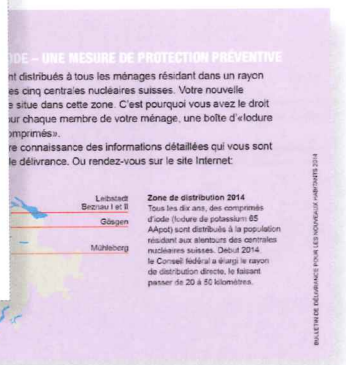 ODE – UNE MESURE DE PROTECTION PRÉVENTIVE
nt distribués à tous les ménages résidant dans un rayon
es cinq centrales nucléaires suisses. Votre nouvelle
e situe dans cette zone. C'est pourquoi vous avez le droit
ur chaque membre de votre ménage, une boîte d'«Iodure
omprimés».
re connaissance des informations détaillées qui vous sont
le délivrance. Ou rendez-vous sur le site Internet:
Leibstadt
Beznau I et II
Gösgen
Mühleberg
Zone de distribution 2014
Tous les dix ans, des comprimés
d'iode (Iodure de potassium 65
AApot) sont distribués à la population
résidant aux alentours des centrales
nucléaires suisses. Début 2014,
le Conseil fédéral a élargi le rayon
de distribution directe, le faisant
passer de 20 à 50 kilomètres.
BULLETIN DE DÉLIVRANCE POUR LES NOUVEAUX HABITANTS 2014